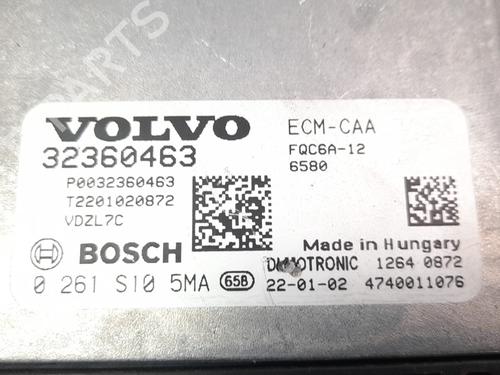 PARTS
VOLVO
32360463
P0032360463
T2201020872
VDZL7C
BOSCH
0 261 S10 5MA 658
ECM-CAA
FQC6A-12
6580
Made in Hungary
1264 0872
22-01-02 4740011076